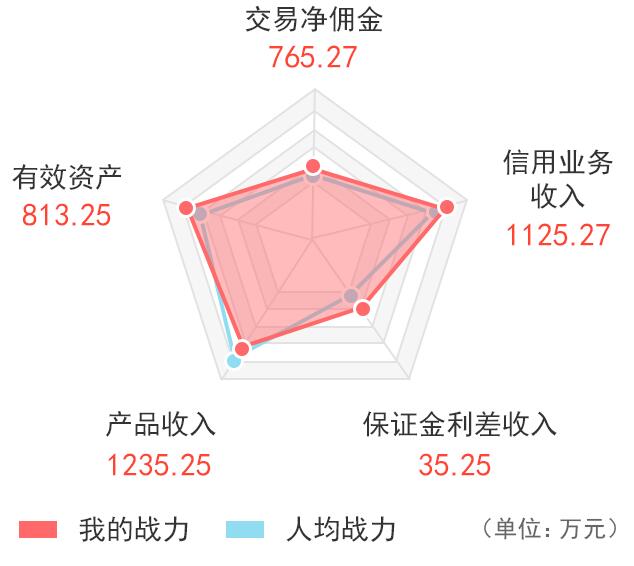 交易净佣金
765.27
有效资产
813.25
信用业务
收入
1125.27
产品收入
1235.25
保证金利差收入
35.25
我的战力
人均战力
（单位：万元）